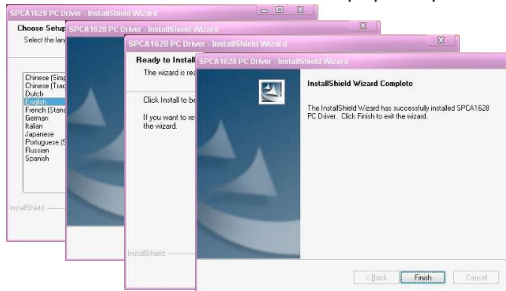 SPCA1628 PC Driver - InstallShield Wizard
Choose Setup
Select the lan
Chinese (Simp
Chinese (Trad
Dutch
English
French (Stand
German
Italian
Japanese
Portuguese (S
Russian
Spanish
InstallShield
SPCA1628 PC Driver - InstallShield Wizard
SPCA1628 PC Driver - InstallShield Wizard
Ready to Install
The wizard is rea
Click Install to be
If you want to re
the wizard.
InstallShield
SPCA1628 PC Driver - InstallShield Wizard
InstallShield Wizard Complete
The InstallShield Wizard has successfully installed SPCA1628
PC Driver. Click Finish to exit the wizard.
< Back Finish Cancel